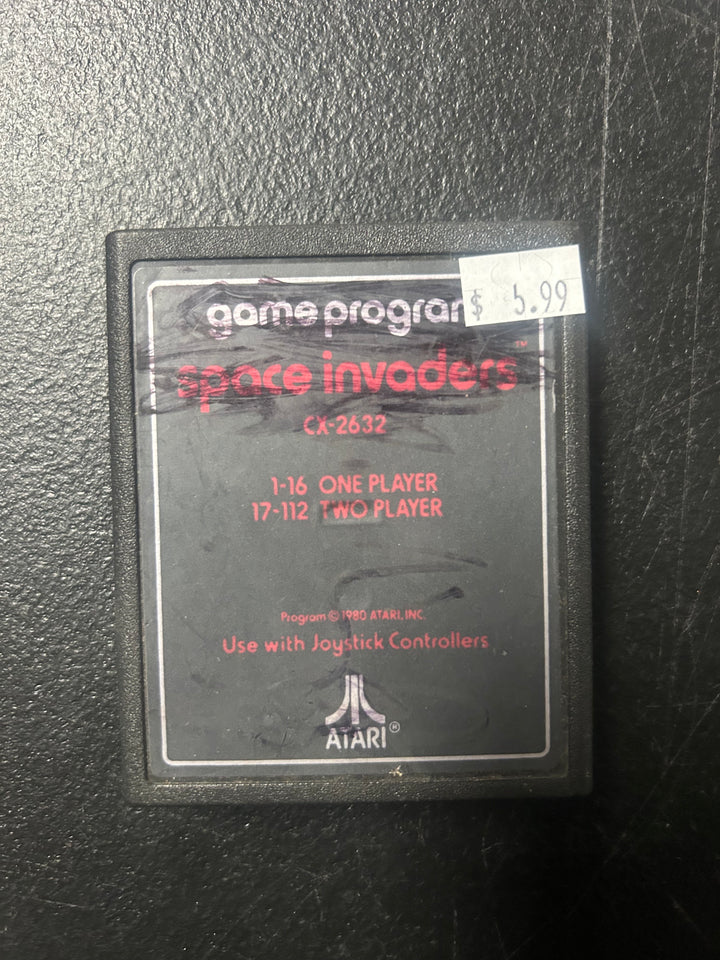 game program
$ 5.99
space invaders™
CX-2632
1-16 ONE PLAYER
17-112 TWO PLAYER
Program © 1980 ATARI, INC.
Use with Joystick Controllers
ATARI®